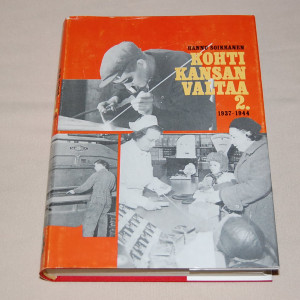 HANNU SOIKKANEN
KOHTI
KANSAN
VALTAA
2.
1937-1944